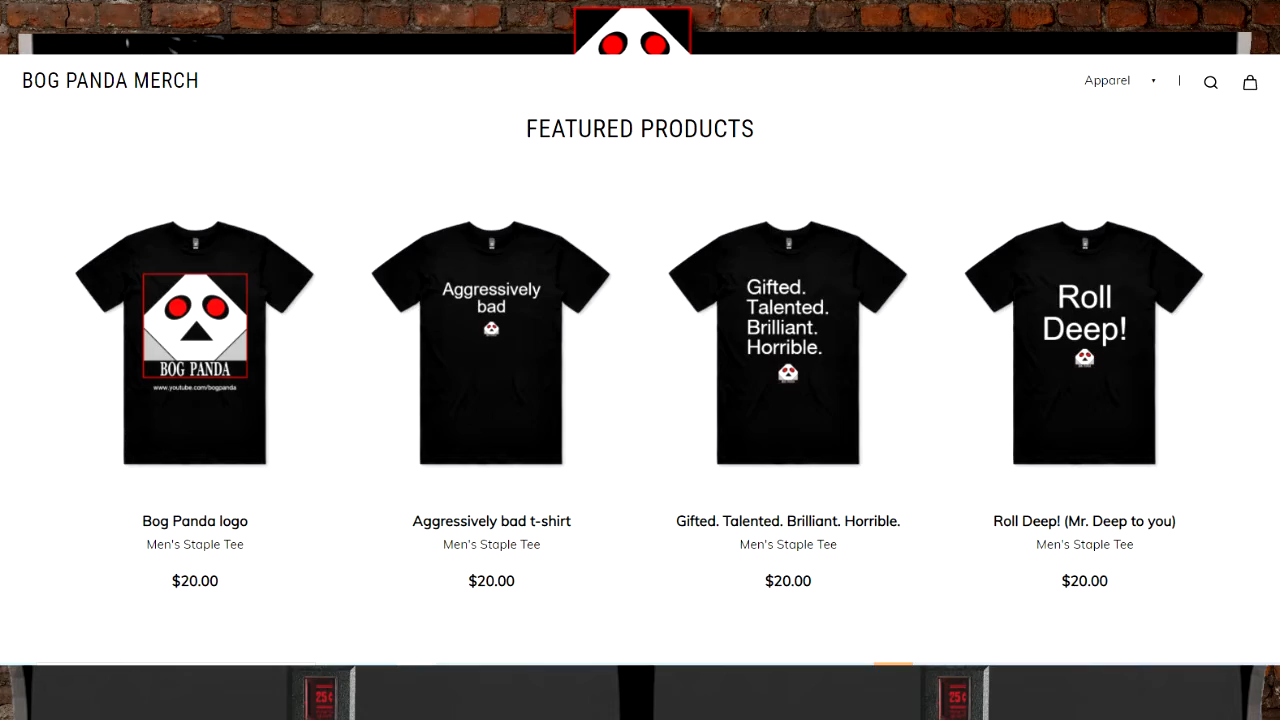 BOG PANDA MERCH
Apparel
FEATURED PRODUCTS
BOG PANDA
www.youtube.com/bogpanda
Aggressively
bad
Gifted.
Talented.
Brilliant.
Horrible.
Roll
Deep!
Bog Panda logo
Men's Staple Tee
$20.00
Aggressively bad t-shirt
Men's Staple Tee
$20.00
Gifted. Talented. Brilliant. Horrible.
Men's Staple Tee
$20.00
Roll Deep! (Mr. Deep to you)
Men's Staple Tee
$20.00
25¢
25¢